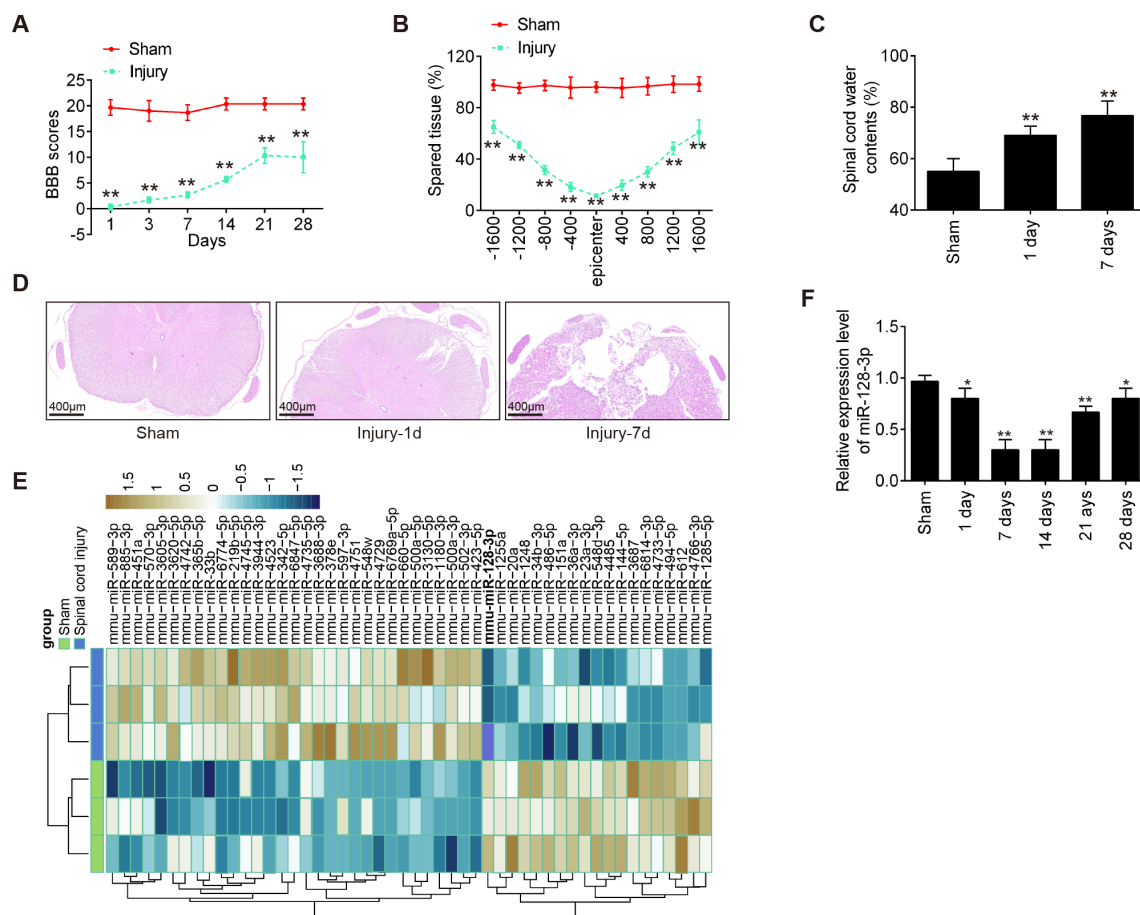 A
Sham
Injury
BBB scores
25
20
15
10
5
0
-5
** ** ** ** ** **
1 3 7 14 21 28
Days
B
Sham
Injury
Spared tissue (%)
120
80
40
0
** ** ** ** ** ** ** ** **
-1600
-1200
-800
-400
epicenter
400
800
1200
1600
C
Spinal cord water
contents (%)
100
80
60
40
**
**
Sham
1 day
7 days
D
400μm
400μm
400μm
Sham
Injury-1d
Injury-7d
F
Relative expression level
of miR-128-3p
1.5
1.0
0.5
0.0
*
**
**
**
*
Sham
1 day
7 days
14 days
21 ays
28 days
E
1.5
1
0.5
0
−0.5
−1
−1.5
group
Sham
Spinal cord injury
mmu−miR−589−3p
mmu−miR−885−3p
mmu−miR−451a
mmu−miR−570−3p
mmu−miR−3605−3p
mmu−miR−3620−5p
mmu−miR−4742−5p
mmu−miR−365b−5p
mmu−miR−33b
mmu−miR−6774−5p
mmu−miR−219b−5p
mmu−miR−4745−5p
mmu−miR−3944−3p
mmu−miR−4523
mmu−miR−342−5p
mmu−miR−6847−3p
mmu−miR−4735−5p
mmu−miR−3688−3p
mmu−miR−378e
mmu−miR−597−3p
mmu−miR−4751
mmu−miR−548w
mmu−miR−4729
mmu−miR−6769a−5p
mmu−miR−660−5p
mmu−miR−500a−5p
mmu−miR−3130−5p
mmu−miR−1180−3p
mmu−miR−500a−3p
mmu−miR−502−3p
mmu−miR−423−5p
mmu−miR−128−3p
mmu−miR−1255a
mmu−miR−20a
mmu−miR−1248
mmu−miR−34b−3p
mmu−miR−486−5p
mmu−miR−151a
mmu−miR−36a−3p
mmu−miR−23a−3p
mmu−miR−548d−3p
mmu−miR−4485
mmu−miR−144−5p
mmu−miR−3687
mmu−miR−6814−5p
mmu−miR−4733−5p
mmu−miR−494−5p
mmu−miR−612
mmu−miR−4766−3p
mmu−miR−1285−5p